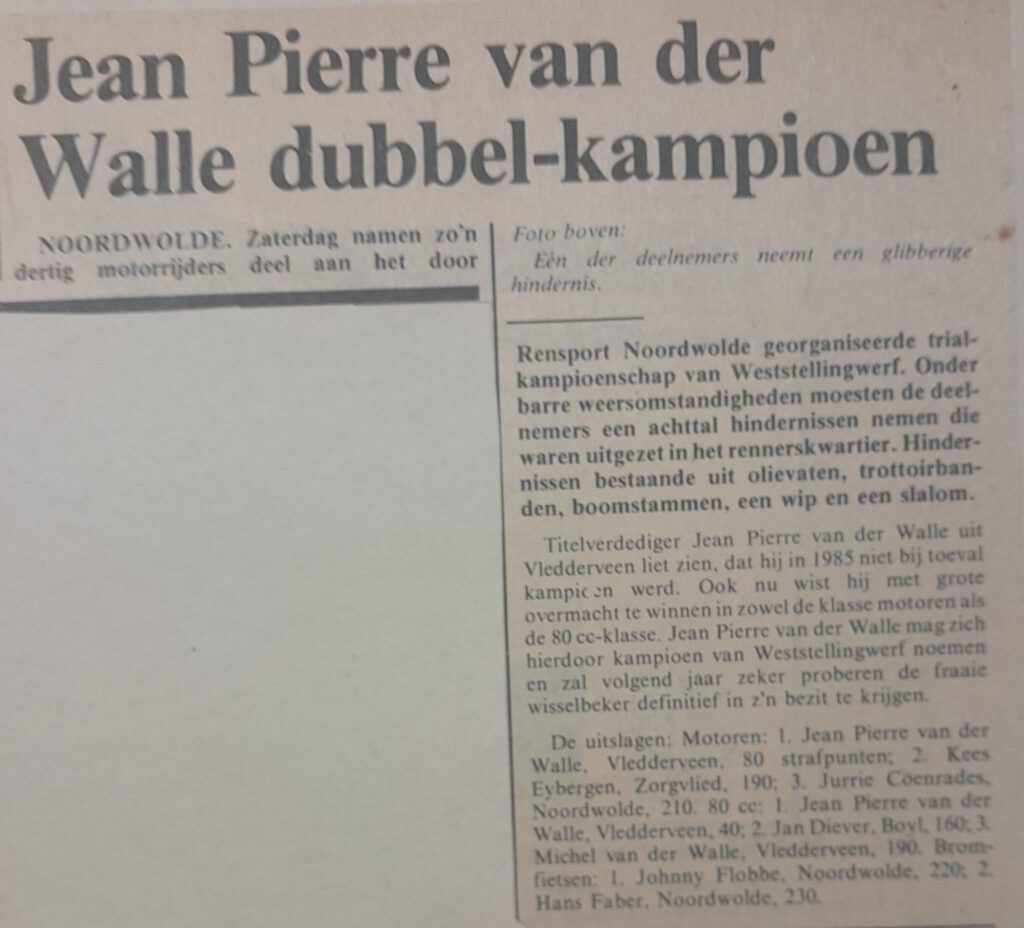 Jean Pierre van der
Walle dubbel-kampioen
NOORDWOLDE. Zaterdag namen zo'n
dertig motorrijders deel aan het door
Foto boven:
Eèn der deelnemers neemt een glibberige
hindernis.
Rensport Noordwolde georganiseerde trial-
kampioenschap van Weststellingwerf. Onder
barre weersomstandigheden moesten de deel-
nemers een achttal hindernissen nemen die
waren uitgezet in het rennerskwartier. Hinder-
nissen bestaande uit olievaten, trottoirban-
den, boomstammen, een wip en een slalom.
Titelverdediger Jean Pierre van der Walle uit
Vledderveen liet zien, dat hij in 1985 niet bij toeval
kampioen werd. Ook nu wist hij met grote
overmacht te winnen in zowel de klasse motoren als
de 80 cc-klasse. Jean Pierre van der Walle mag zich
hierdoor kampioen van Weststellingwerf noemen
en zal volgend jaar zeker proberen de fraaie
wisselbeker definitief in z'n bezit te krijgen.
De uitslagen: Motoren: 1. Jean Pierre van der
Walle, Vledderveen, 80 strafpunten; 2. Kees
Eybergen, Zorgvlied, 190; 3. Jurrie Coenrades,
Noordwolde, 210. 80 cc: 1. Jean Pierre van der
Walle, Vledderveen, 40; 2. Jan Diever, Boyl, 160; 3.
Michel van der Walle, Vledderveen, 190. Brom-
fietsen: 1. Johnny Flobbe, Noordwolde, 220; 2.
Hans Faber, Noordwolde, 230.